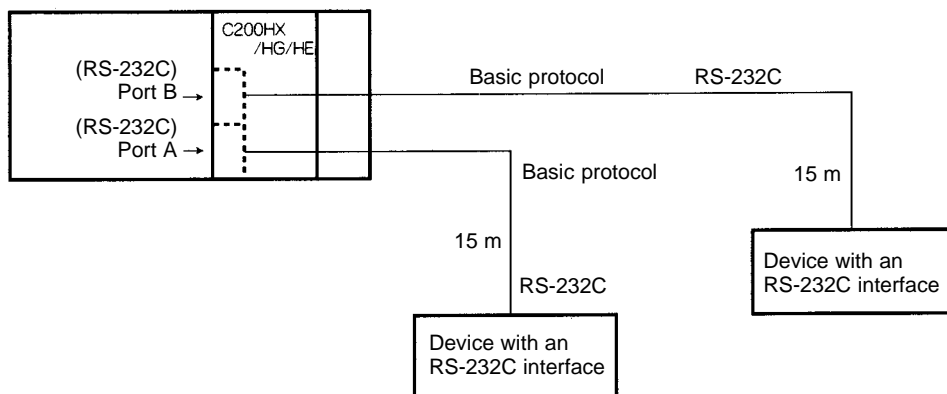 C200HX
/HG/HE
(RS-232C)
Port B
(RS-232C)
Port A
Basic protocol
RS-232C
Basic protocol
15 m
15 m
RS-232C
Device with an
RS-232C interface
Device with an
RS-232C interface